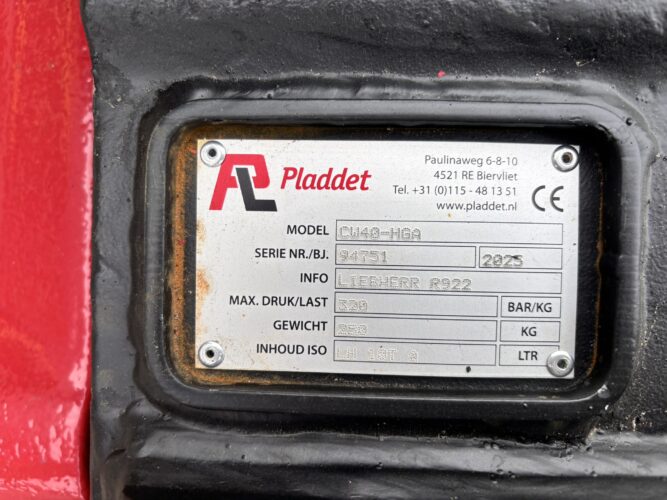 PL Pladdet
Paulinaweg 6-8-10
4521 RE Biervliet
Tel. +31 (0)115 - 48 13 51
www.pladdet.nl
CE
MODEL CW40-HGA
SERIE NR./BJ. 94751 2025
INFO LIEBHERR R922
MAX. DRUK/LAST BAR/KG
GEWICHT KG
INHOUD ISO LTR